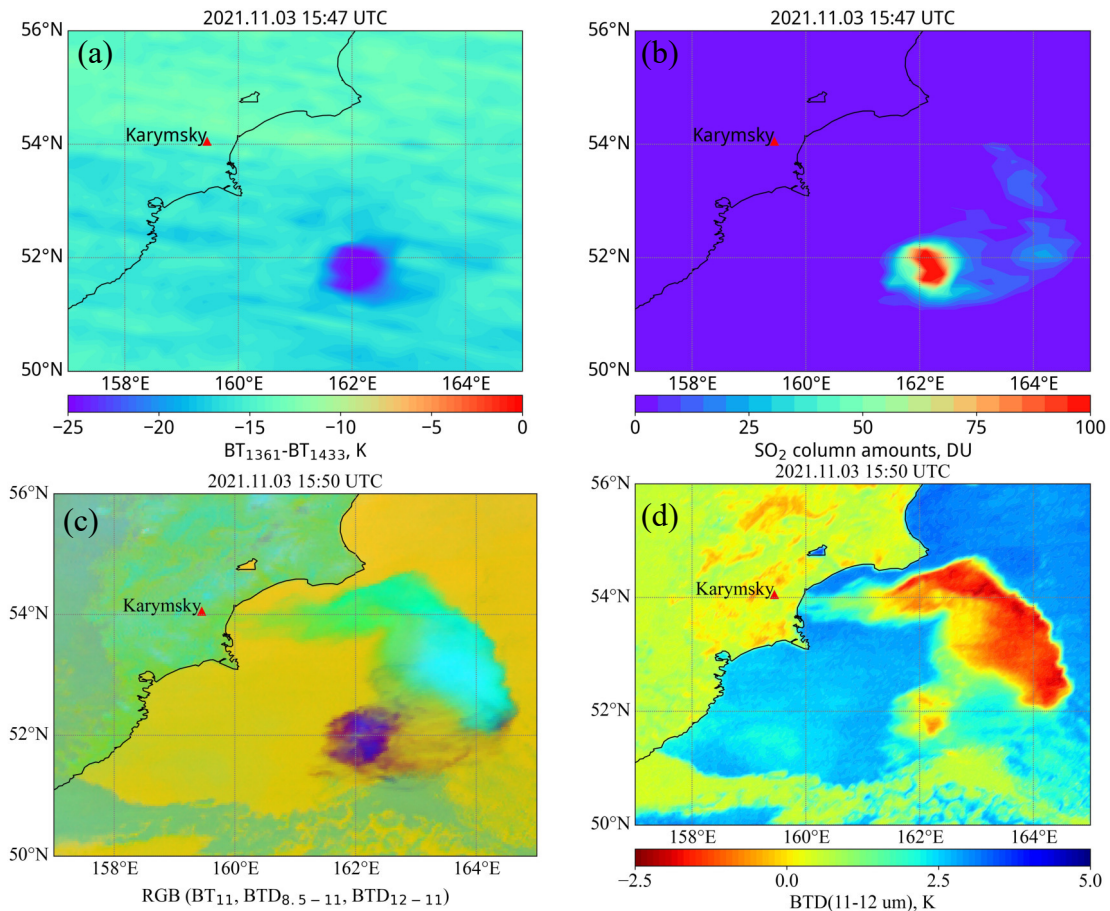 2021.11.03 15:47 UTC
(a)
56°N
54°N
52°N
50°N
Karymsky
158°E 160°E 162°E 164°E
−25 −20 −15 −10 −5 0
BT₁₃₆₁-BT₁₄₃₃, K
2021.11.03 15:47 UTC
(b)
56°N
54°N
52°N
50°N
Karymsky
158°E 160°E 162°E 164°E
0 25 50 75 100
SO₂ column amounts, DU
2021.11.03 15:50 UTC
(c)
56°N
54°N
52°N
50°N
Karymsky
158°E 160°E 162°E 164°E
RGB (BT₁₁, BTD₈.₅₋₁₁, BTD₁₂₋₁₁)
2021.11.03 15:50 UTC
(d)
56°N
54°N
52°N
50°N
Karymsky
158°E 160°E 162°E 164°E
−2.5 0.0 2.5 5.0
BTD(11-12 um), K